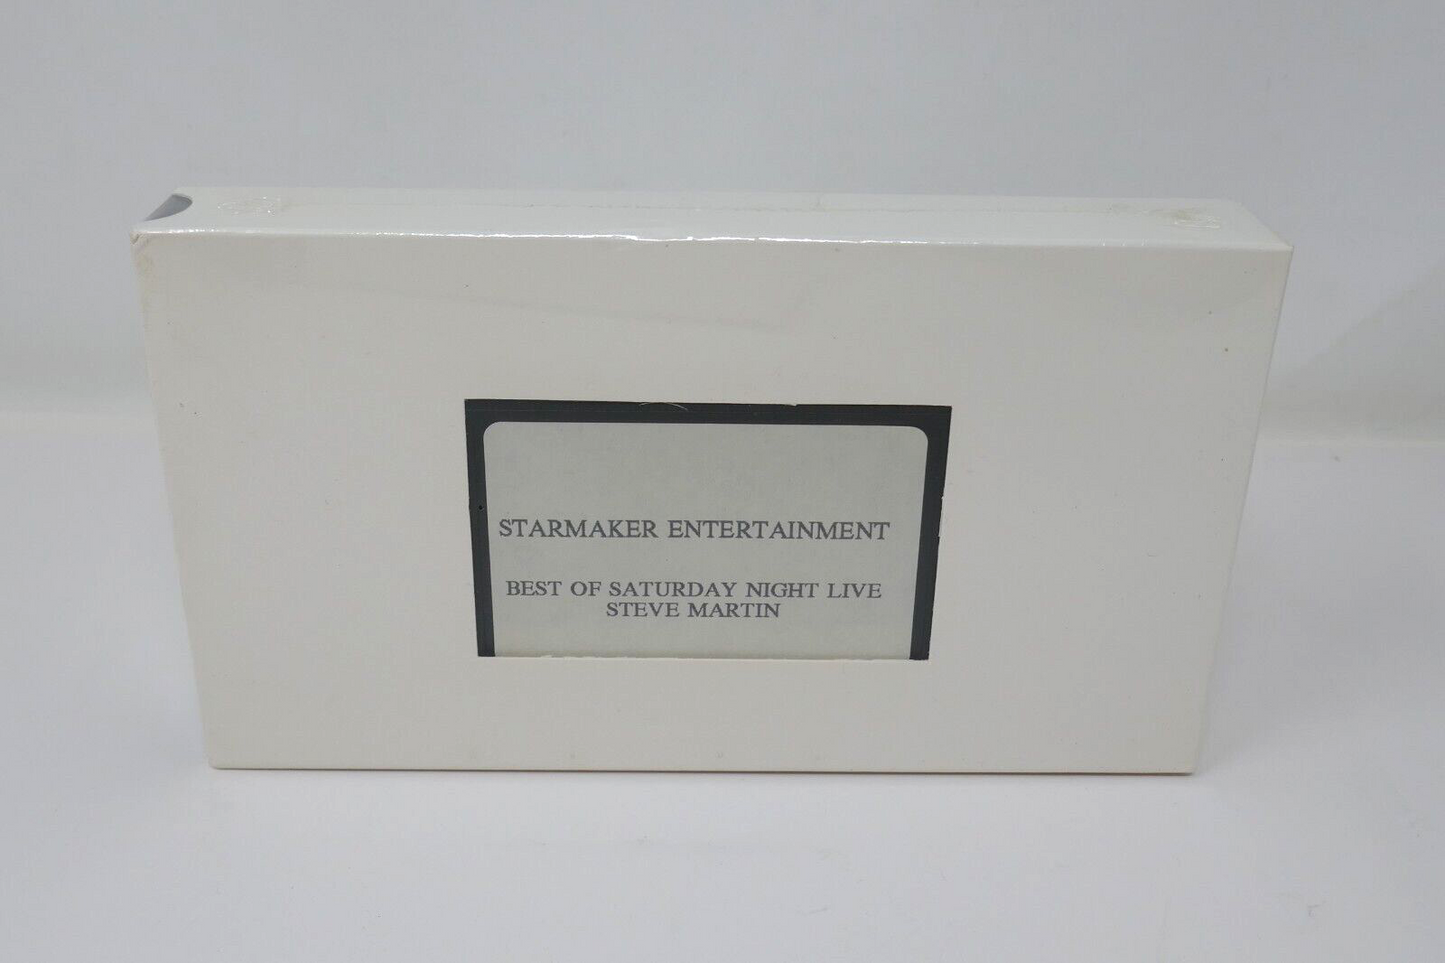 STARMAKER ENTERTAINMENT
BEST OF SATURDAY NIGHT LIVE
STEVE MARTIN